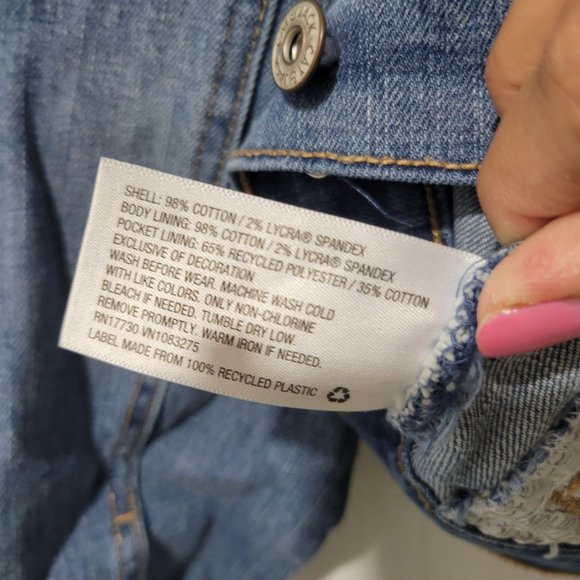 BLACK CAT
SHELL: 98% COTTON / 2% LYCRA® SPANDEX
BODY LINING: 98% COTTON / 2% LYCRA® SPANDEX
POCKET LINING: 65% RECYCLED POLYESTER / 35% COTTON
EXCLUSIVE OF DECORATION
WASH BEFORE WEAR. MACHINE WASH COLD
WITH LIKE COLORS. ONLY NON-CHLORINE
BLEACH IF NEEDED. TUMBLE DRY LOW.
REMOVE PROMPTLY. WARM IRON IF NEEDED.
RN17730 VN1083275
LABEL MADE FROM 100% RECYCLED PLASTIC